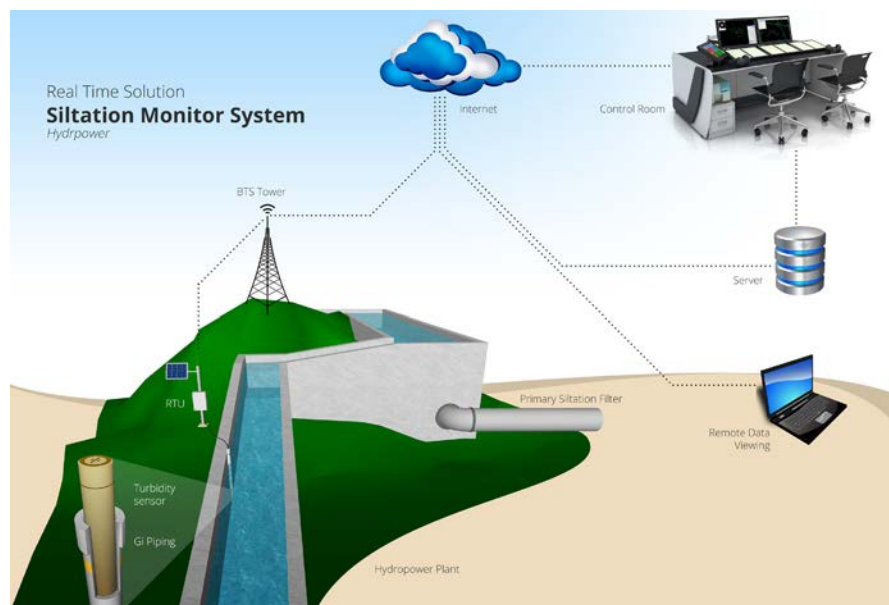 Real Time Solution
Siltation Monitor System
Hydrpower
Internet
Control Room
BTS Tower
Server
RTU
Primary Siltation Filter
Remote Data
Viewing
Turbidity
sensor
Gi Piping
Hydropower Plant